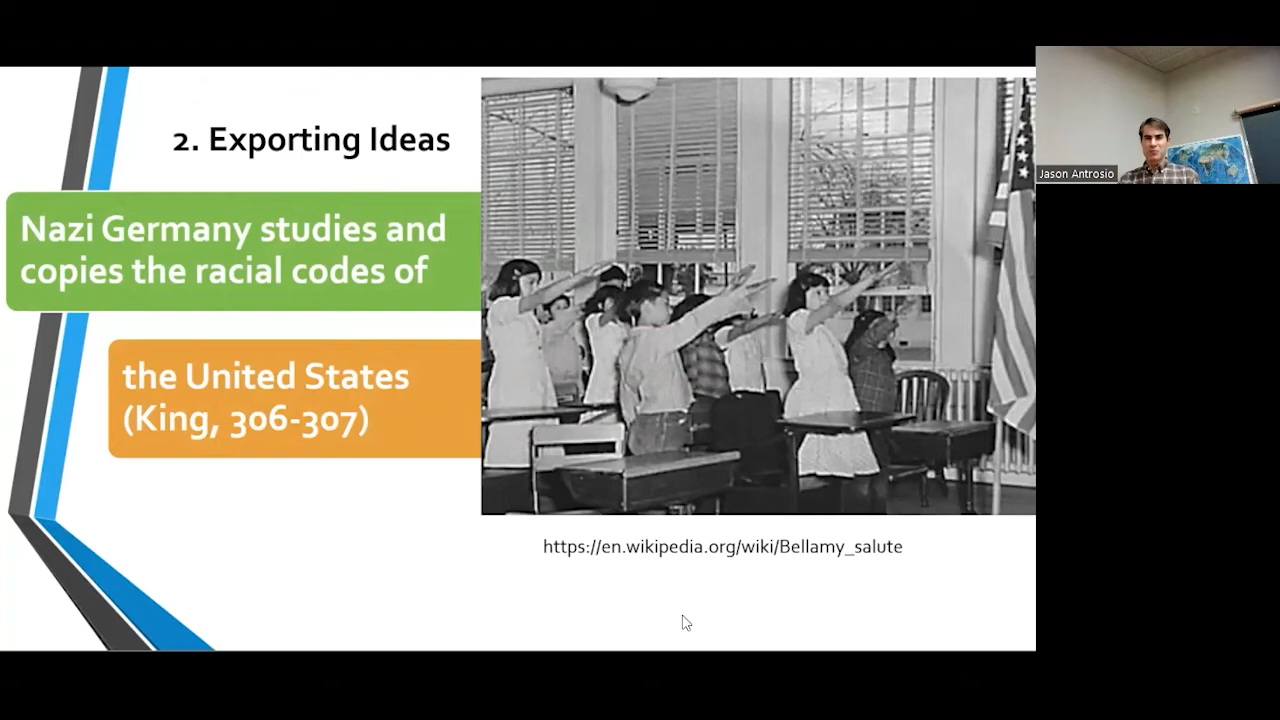 2. Exporting Ideas
Nazi Germany studies and
copies the racial codes of
the United States
(King, 306-307)
https://en.wikipedia.org/wiki/Bellamy_salute
Jason Antrosio